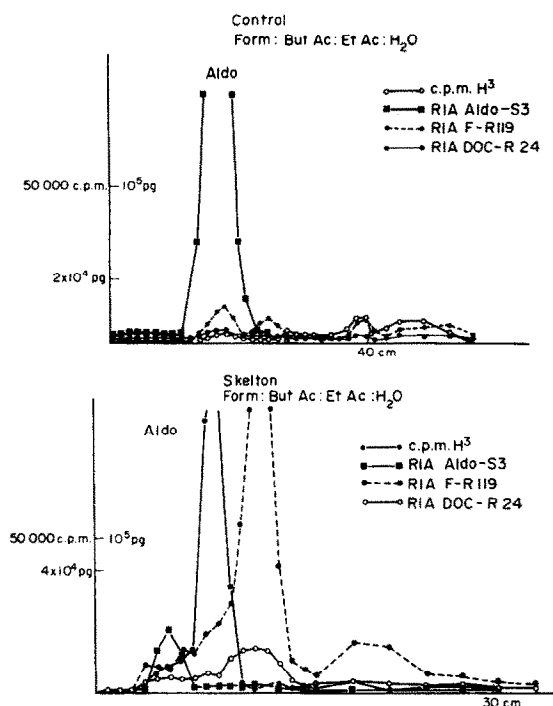 Control
Form: But Ac: Et Ac: H₂O
Aldo
c.p.m. H³
RIA Aldo-S3
RIA F-R119
RIA DOC-R 24
50 000 c.p.m. 10⁵pg
2x10⁴ pg
40 cm
Skelton
Form: But Ac: Et Ac: H₂O
Aldo
c.p.m. H³
RIA Aldo-S3
RIA F-R119
RIA DOC-R 24
50 000 c.p.m. 10⁵pg
4x10⁴pg
30 cm